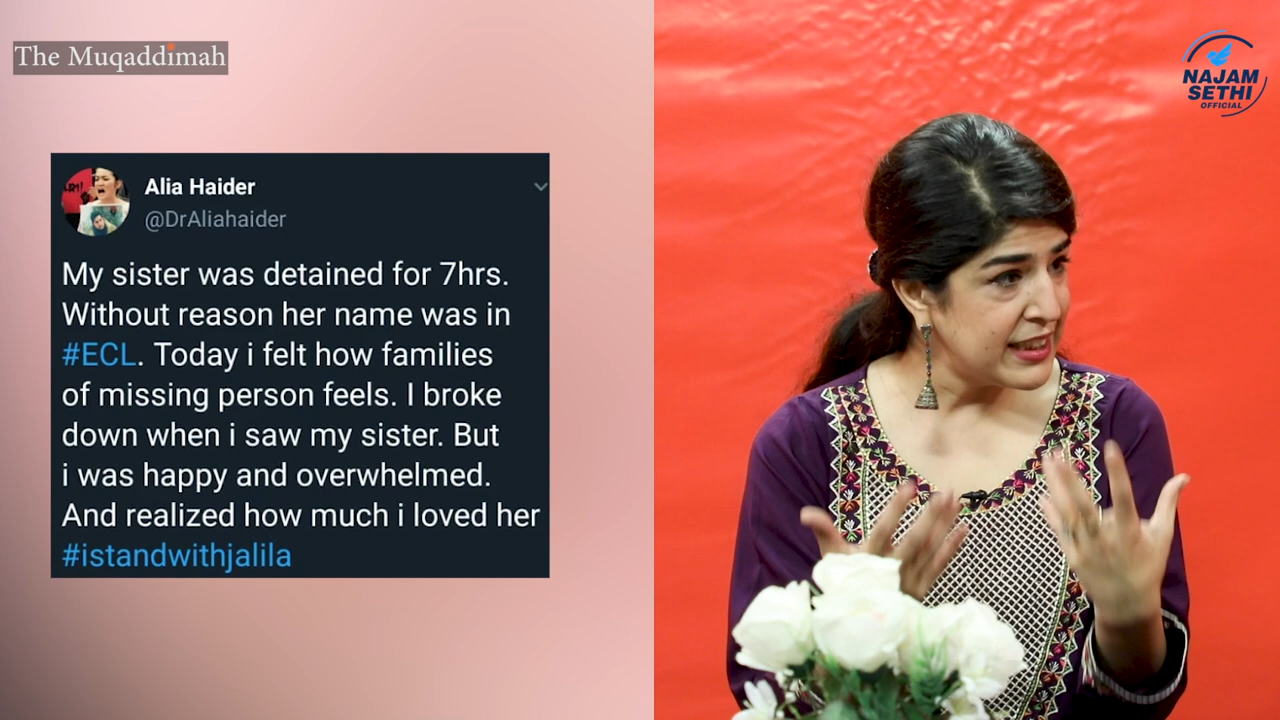 The Muqaddimah
NAJAM
SETHI
OFFICIAL
Alia Haider
@DrAliahaider
My sister was detained for 7hrs.
Without reason her name was in
#ECL. Today i felt how families
of missing person feels. I broke
down when i saw my sister. But
i was happy and overwhelmed.
And realized how much i loved her
#istandwithjalila